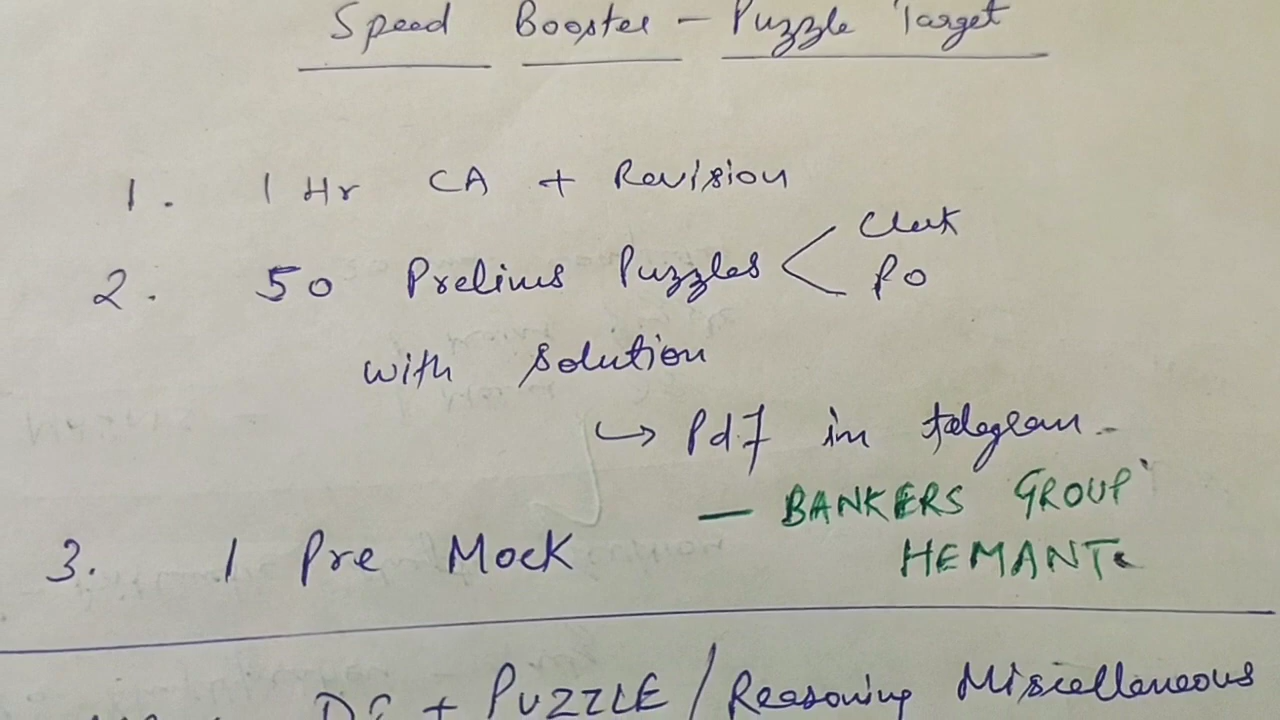 Speed Booster - Puzzle Target
1. 1 Hr CA + Revision
2. 50 Prelims Puzzles < Clerk
PO
with solution
↪ Pdf in telegram.
- BANKERS GROUP
HEMANT
3. 1 Pre Mock
+ PUZZLE / Reasoning Miscellaneous